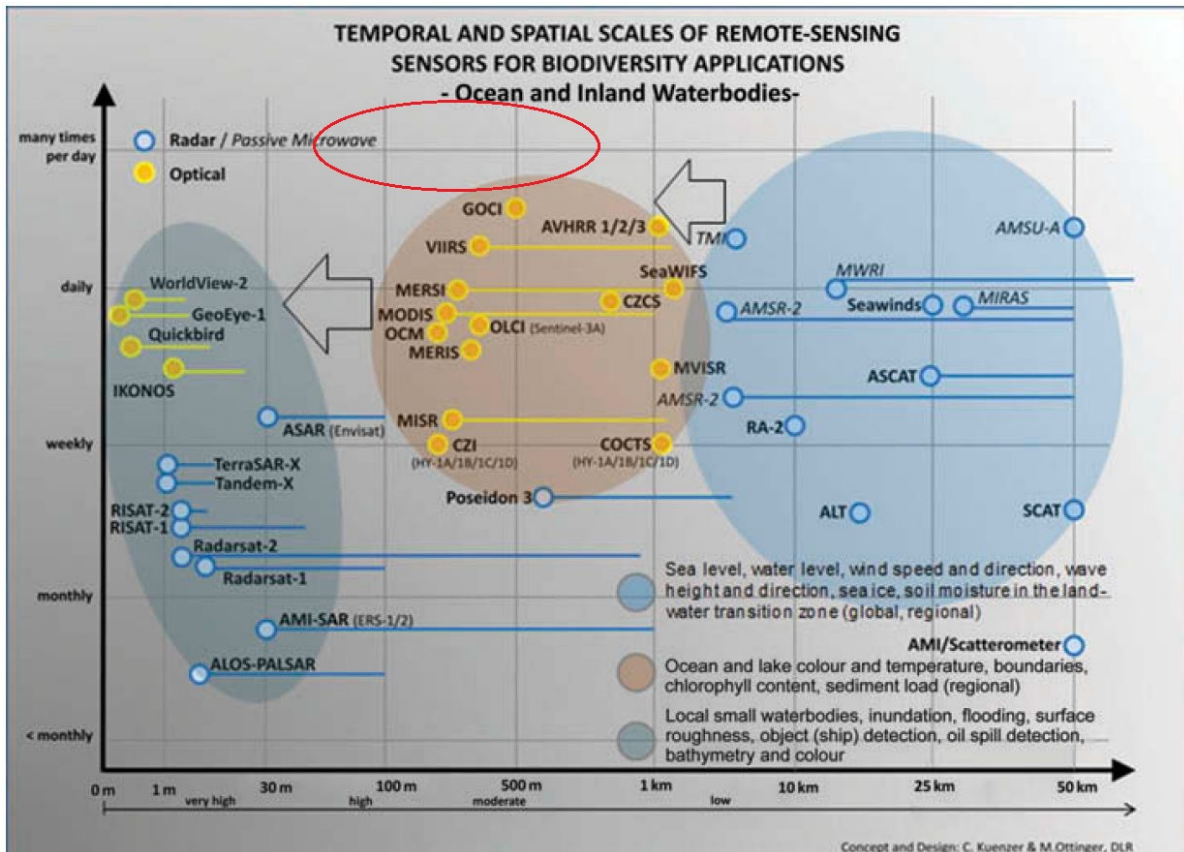 TEMPORAL AND SPATIAL SCALES OF REMOTE-SENSING
SENSORS FOR BIODIVERSITY APPLICATIONS
- Ocean and Inland Waterbodies-
many times
per day
Radar / Passive Microwave
Optical
GOCI
AVHRR 1/2/3
TMI
AMSU-A
VIIRS
SeaWIFS
MWRI
daily
WorldView-2
MERSI
CZCS
Seawinds
MIRAS
GeoEye-1
MODIS
OLCI (Sentinel-3A)
AMSR-2
Quickbird
OCM
MERIS
IKONOS
MVISR
ASCAT
AMSR-2
ASAR (Envisat)
MISR
RA-2
weekly
CZI
(HY-1A/1B/1C/1D)
COCTS
(HY-1A/1B/1C/1D)
TerraSAR-X
Tandem-X
Poseidon 3
RISAT-2
RISAT-1
ALT
SCAT
Radarsat-2
Radarsat-1
monthly
Sea level, water level, wind speed and direction, wave
height and direction, sea ice, soil moisture in the land-
water transition zone (global, regional)
AMI-SAR (ERS-1/2)
AMI/Scatterometer
ALOS-PALSAR
Ocean and lake colour and temperature, boundaries,
chlorophyll content, sediment load (regional)
< monthly
Local small waterbodies, inundation, flooding, surface
roughness, object (ship) detection, oil spill detection,
bathymetry and colour
0 m 1 m 30 m 100 m 500 m 1 km 10 km 25 km 50 km
very high high moderate low
Concept and Design: C. Kuenzer & M.Ottinger, DLR